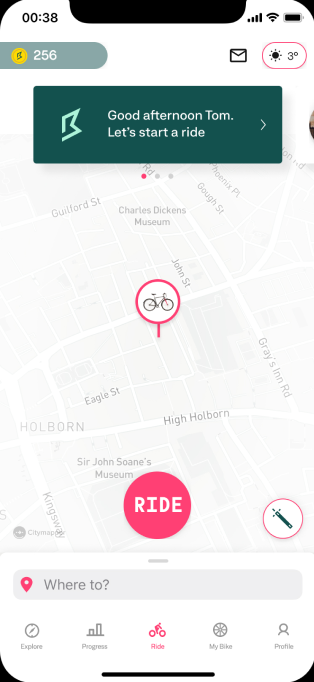 00:38
256
3°
Good afternoon Tom.
Let's start a ride
Rd
Phoenix Pl
Gough St
Guilford St
Charles Dickens
Museum
John St
Gray's Inn Rd
Eagle St
High Holborn
HOLBORN
Sir John Soane's
Museum
RIDE
Kingsway
Citymapper
Where to?
Explore
Progress
Ride
My Bike
Profile